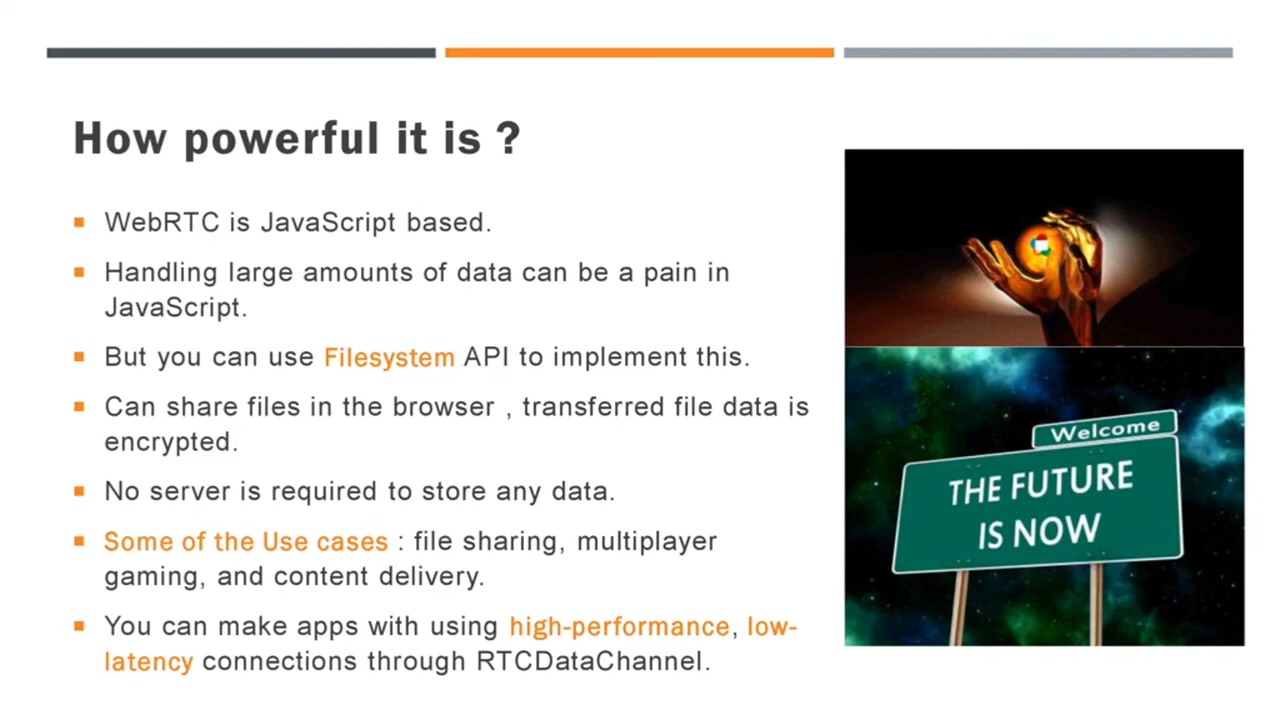 How powerful it is ?
WebRTC is JavaScript based.
Handling large amounts of data can be a pain in
JavaScript.
But you can use Filesystem API to implement this.
Can share files in the browser , transferred file data is
encrypted.
No server is required to store any data.
Some of the Use cases : file sharing, multiplayer
gaming, and content delivery.
You can make apps with using high-performance, low-
latency connections through RTCDataChannel.
Welcome
THE FUTURE
IS NOW